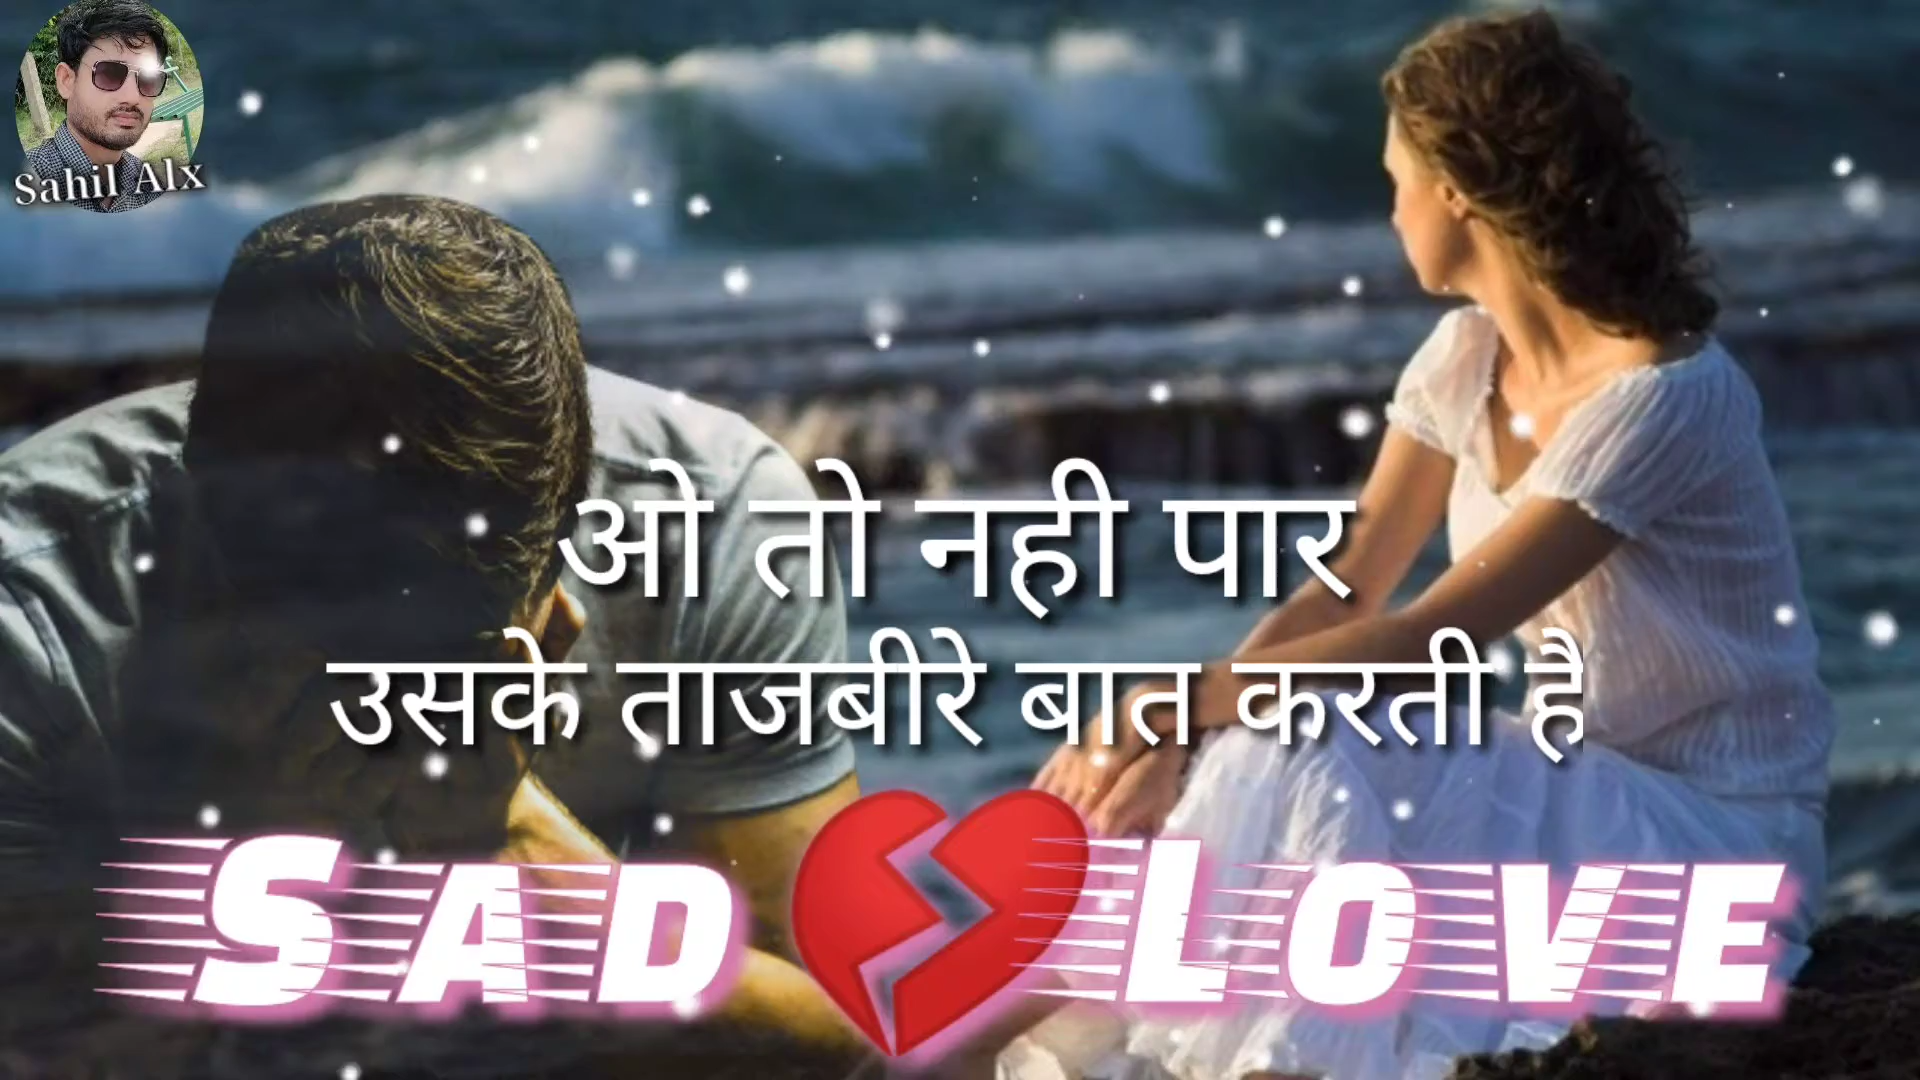 Sahil Alx
ओ तो नही पार
उसके ताजबीरे बात करती है
SAD LOVE